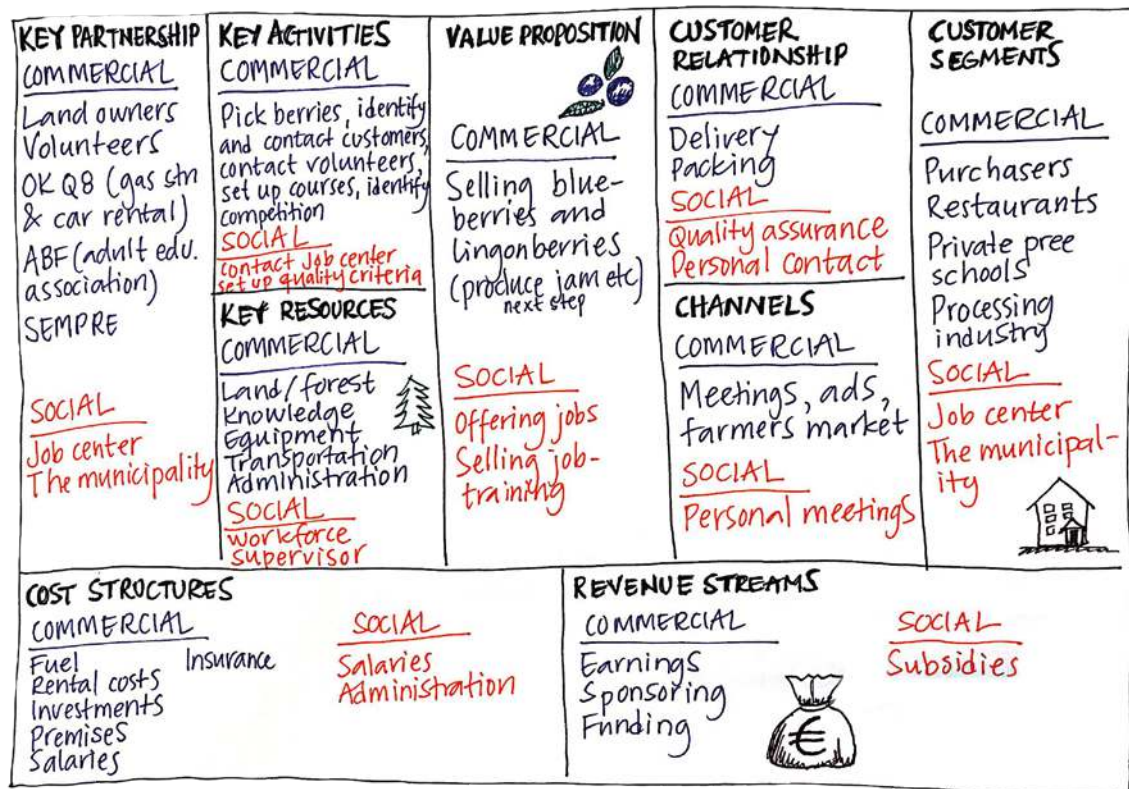 KEY PARTNERSHIP
COMMERCIAL
Land owners
Volunteers
OK Q8 (gas stn
& car rental)
ABF (adult edu.
association)
SEMPRE
SOCIAL
Job center
The municipality
KEY ACTIVITIES
COMMERCIAL
Pick berries, identify
and contact customers,
contact volunteers,
set up courses, identify
competition
SOCIAL
contact Job center
set up quality criteria
KEY RESOURCES
COMMERCIAL
Land/forest
Knowledge
Equipment
Transportation
Administration
SOCIAL
Workforce
Supervisor
VALUE PROPOSITION
COMMERCIAL
Selling blue-
berries and
Lingonberries
(produce jam etc)
next step
SOCIAL
Offering jobs
Selling job-
training
CUSTOMER
RELATIONSHIP
COMMERCIAL
Delivery
Packing
SOCIAL
Quality assurance
Personal Contact
CHANNELS
COMMERCIAL
Meetings, ads,
farmers market
SOCIAL
Personal meetings
CUSTOMER
SEGMENTS
COMMERCIAL
Purchasers
Restaurants
Private pree
schools
Processing
industry
SOCIAL
Job center
The municipal-
ity
COST STRUCTURES
COMMERCIAL
Fuel
Rental costs
Investments
Premises
Salaries
Insurance
SOCIAL
Salaries
Administration
REVENUE STREAMS
COMMERCIAL
Earnings
Sponsoring
Funding
€
SOCIAL
Subsidies